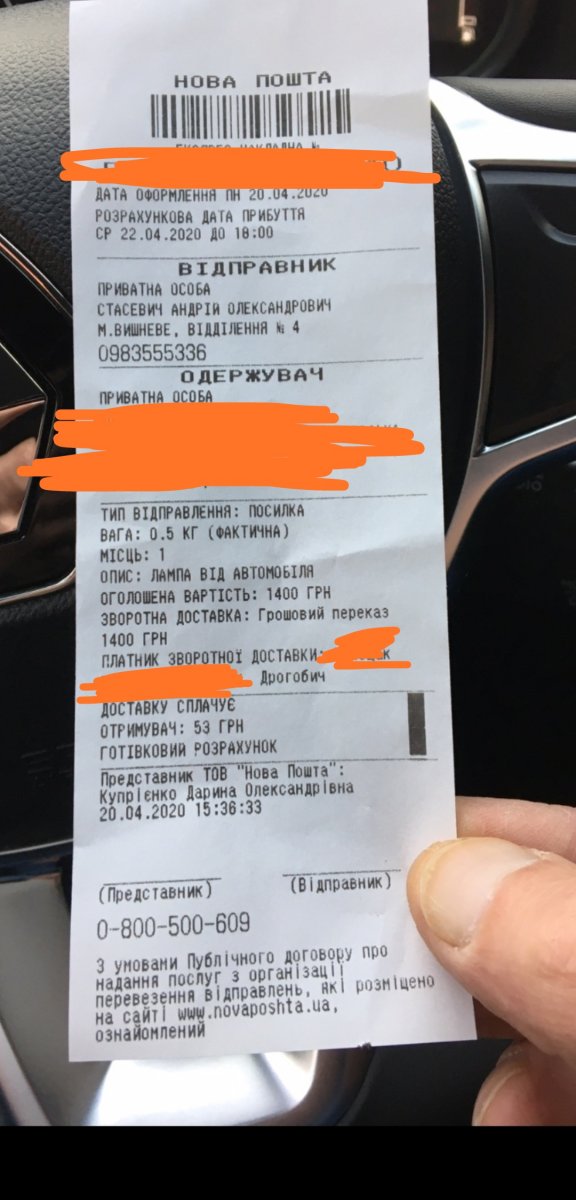 НОВА ПОШТА
ДАТА ОФОРМЛЕННЯ ПН 20.04.2020
РОЗРАХУНКОВА ДАТА ПРИБУТТЯ
СР 22.04.2020 ДО 18:00
ВІДПРАВНИК
ПРИВАТНА ОСОБА
СТАСЕВИЧ АНДРІЙ ОЛЕКСАНДРОВИЧ
М.ВИШНЕВЕ, ВІДДІЛЕННЯ № 4
0983555336
ОДЕРЖУВАЧ
ПРИВАТНА ОСОБА
ТИП ВІДПРАВЛЕННЯ: ПОСИЛКА
ВАГА: 0.5 КГ (ФАКТИЧНА)
МІСЦЬ: 1
ОПИС: ЛАМПА ВІД АВТОМОБІЛЯ
ОГОЛОШЕНА ВАРТІСТЬ: 1400 ГРН
ЗВОРОТНА ДОСТАВКА: Грошовий переказ
1400 ГРН
ПЛАТНИК ЗВОРОТНОЇ ДОСТАВКИ:
Дрогобич
ДОСТАВКУ СПЛАЧУЄ
ОТРИМУВАЧ: 53 ГРН
ГОТІВКОВИЙ РОЗРАХУНОК
Представник ТОВ "Нова Пошта":
Купрієнко Дарина Олександрівна
20.04.2020 15:36:33
(Представник) (Відправник)
0-800-500-609
З умовами Публічного договору про
надання послуг з організації
перевезення відправлень, які розміщено
на сайті www.novaposhta.ua,
ознайомлений